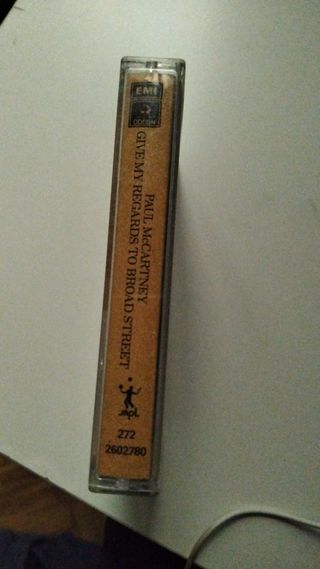 EMI
ODEON
PAUL McCARTNEY
GIVE MY REGARDS TO BROAD STREET
mpl
272
2602780